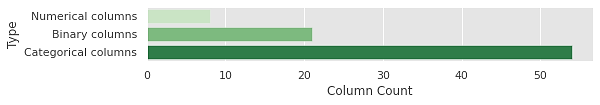 Type
Numerical columns
Binary columns
Categorical columns
0 10 20 30 40 50
Column Count